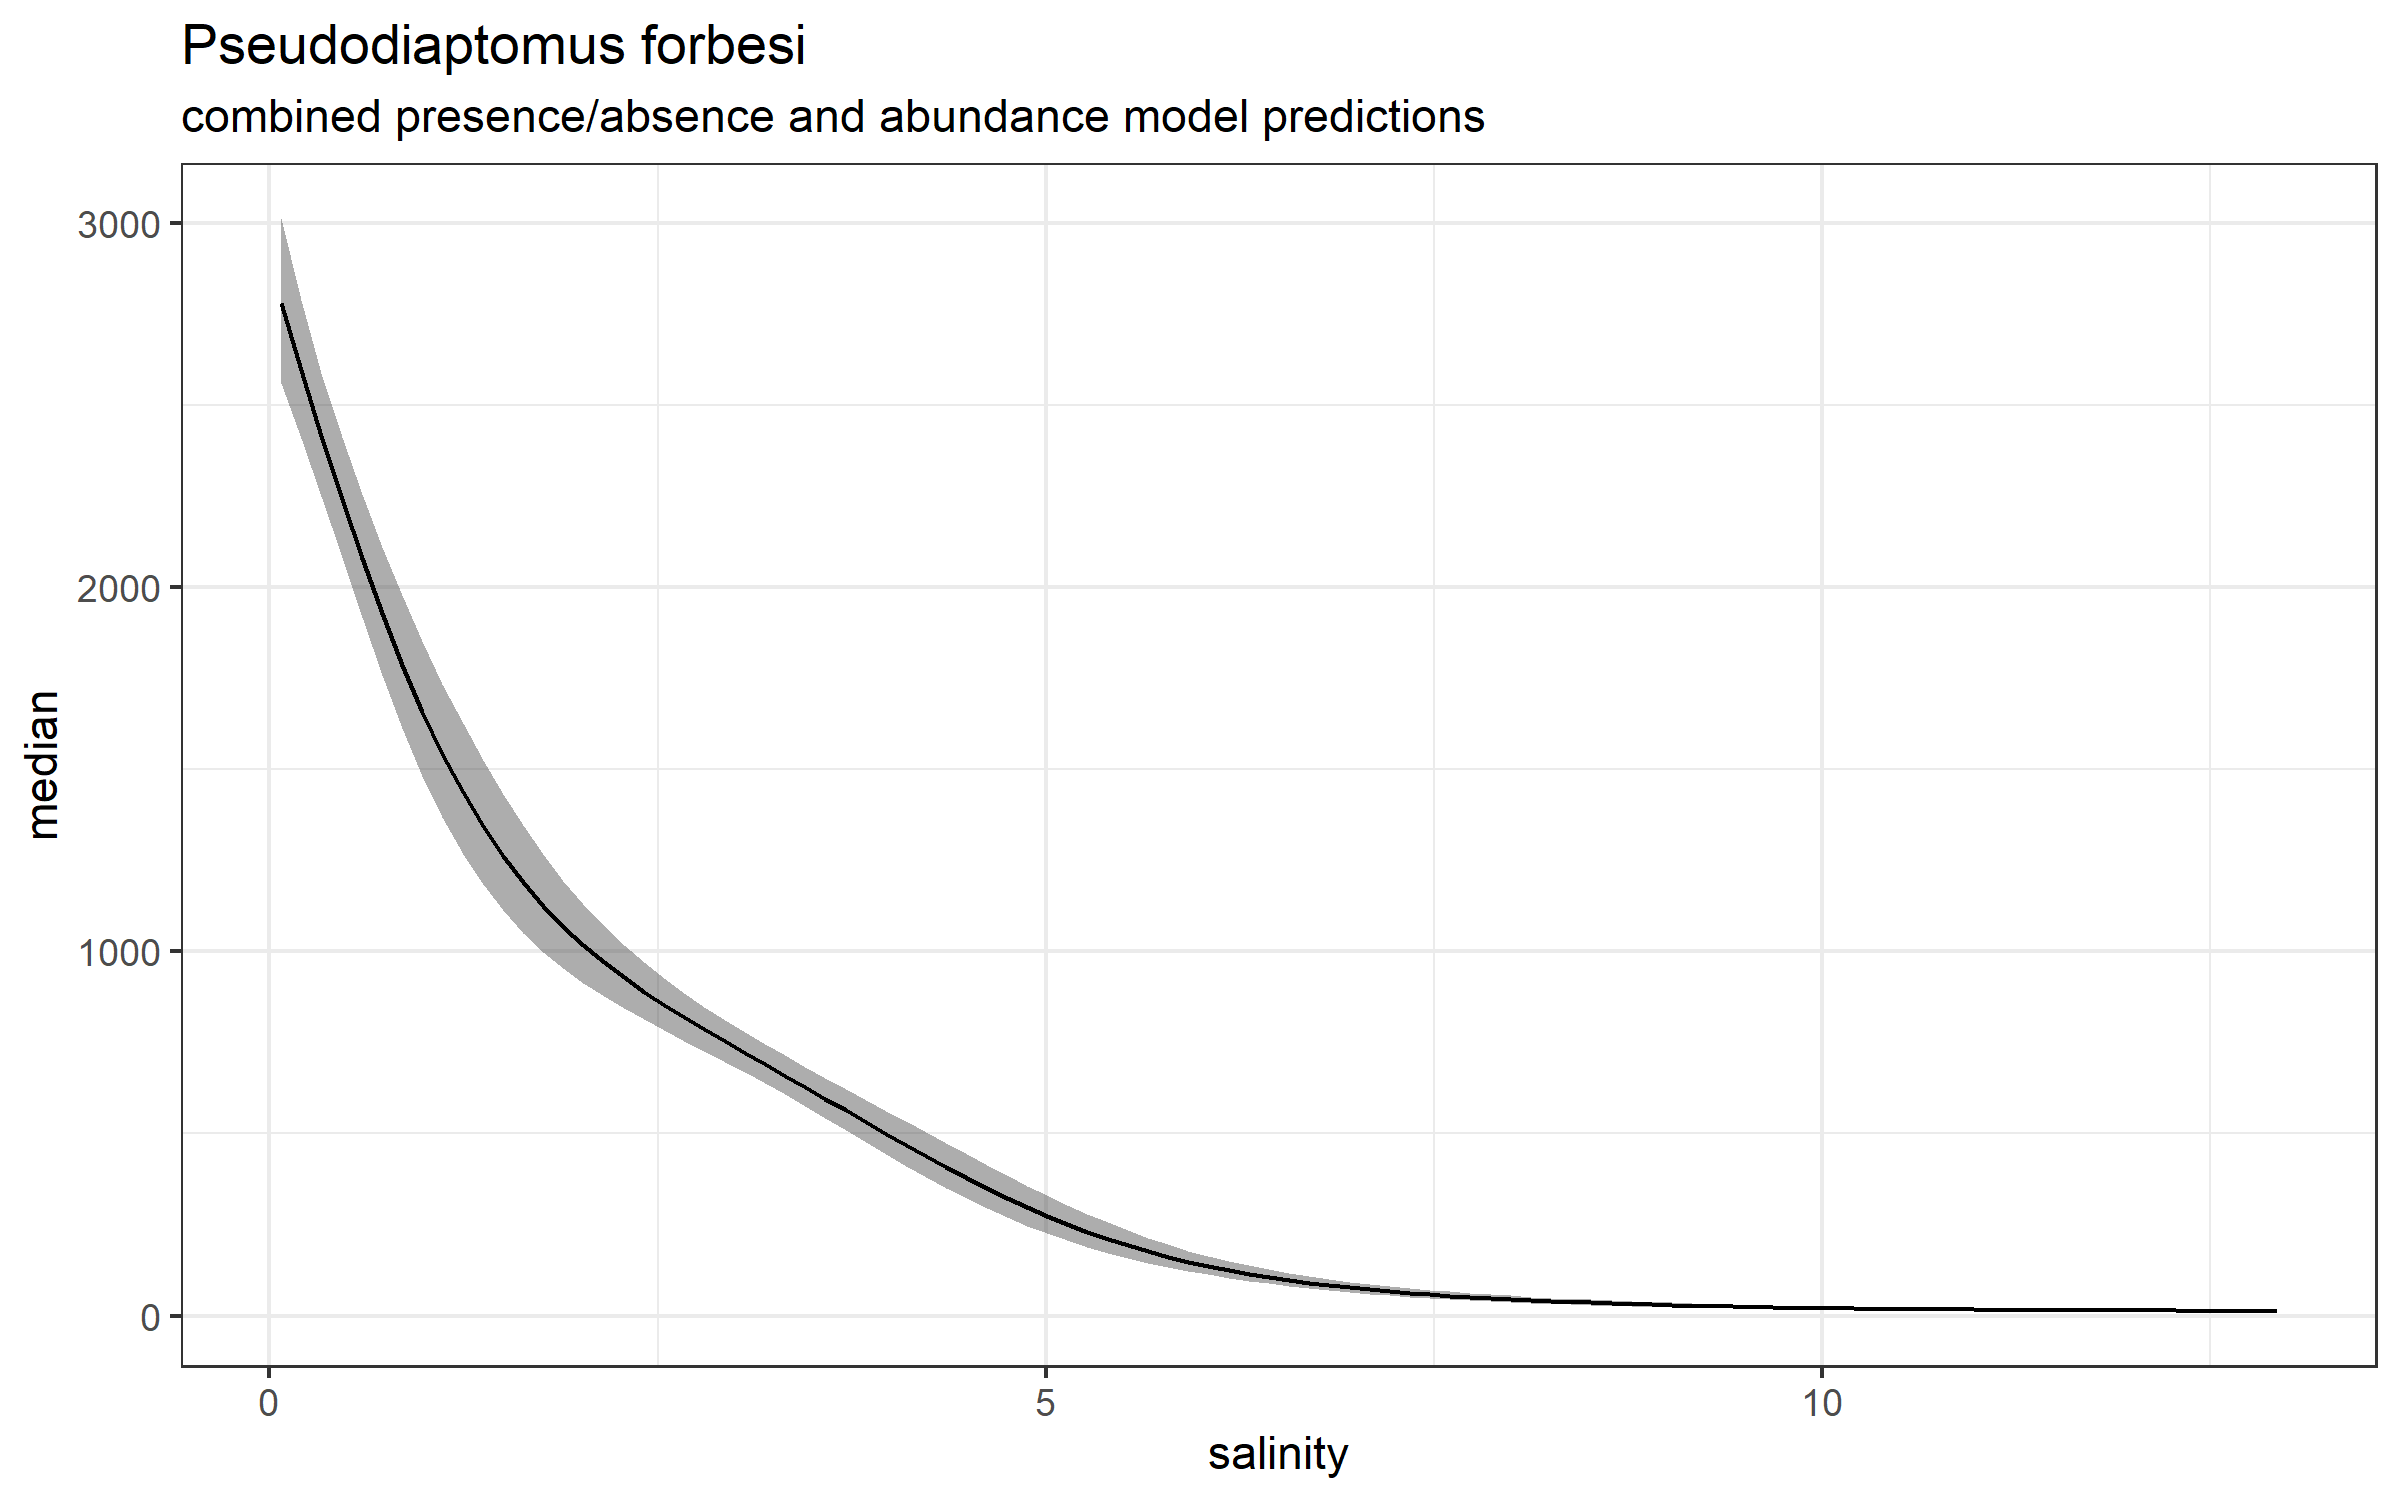 Pseudodiaptomus forbesi
combined presence/absence and abundance model predictions
3000
2000
1000
0
median
0 5 10
salinity